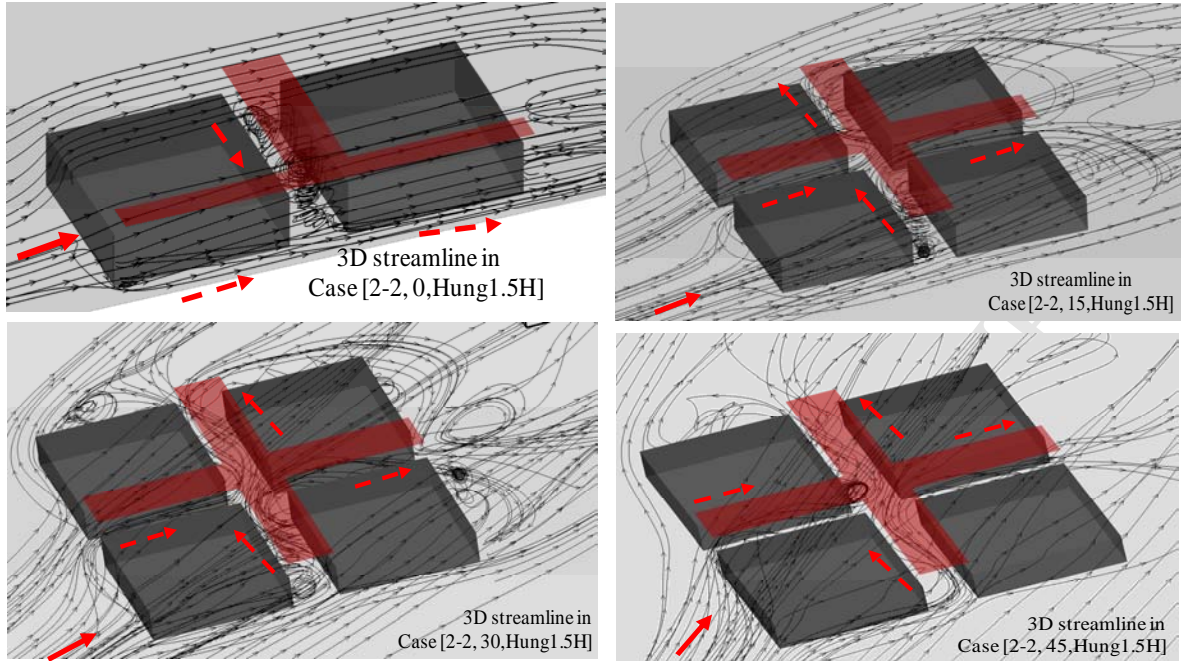 3D streamline in
Case [2-2, 0,Hung1.5H]
3D streamline in
Case [2-2, 15,Hung1.5H]
3D streamline in
Case [2-2, 30,Hung1.5H]
3D streamline in
Case [2-2, 45,Hung1.5H]